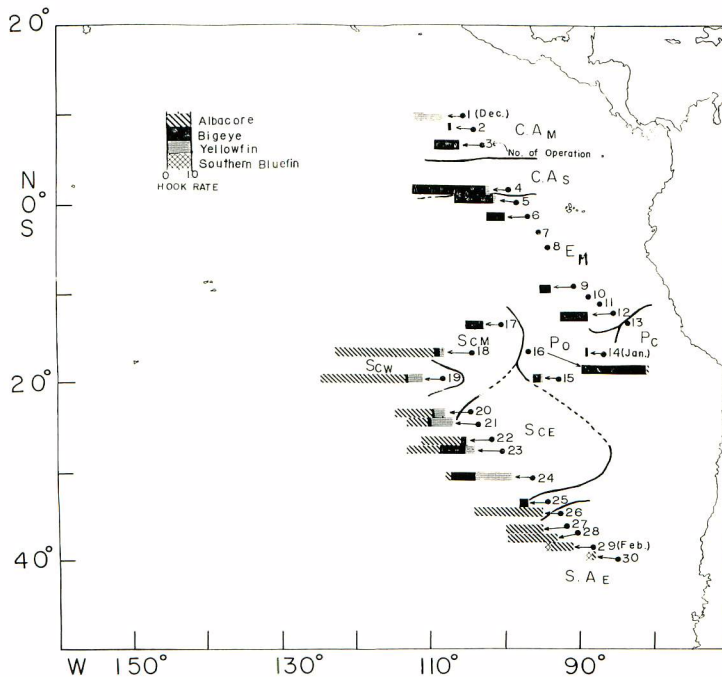 20°
Albacore
Bigeye
Yellowfin
Southern Bluefin
0 10
HOOK RATE
1 (Dec.)
2
C.A M
3
No. of Operation
C.A S
4
N
0°
S
5
6
7
8
E M
9
10
11
12
13
P C
17
S CM
18
16
P O
14 (Jan.)
S CW
20°
19
15
20
21
S CE
22
23
24
25
26
27
28
29 (Feb.)
30
40°
S.A E
W 150° 130° 110° 90°